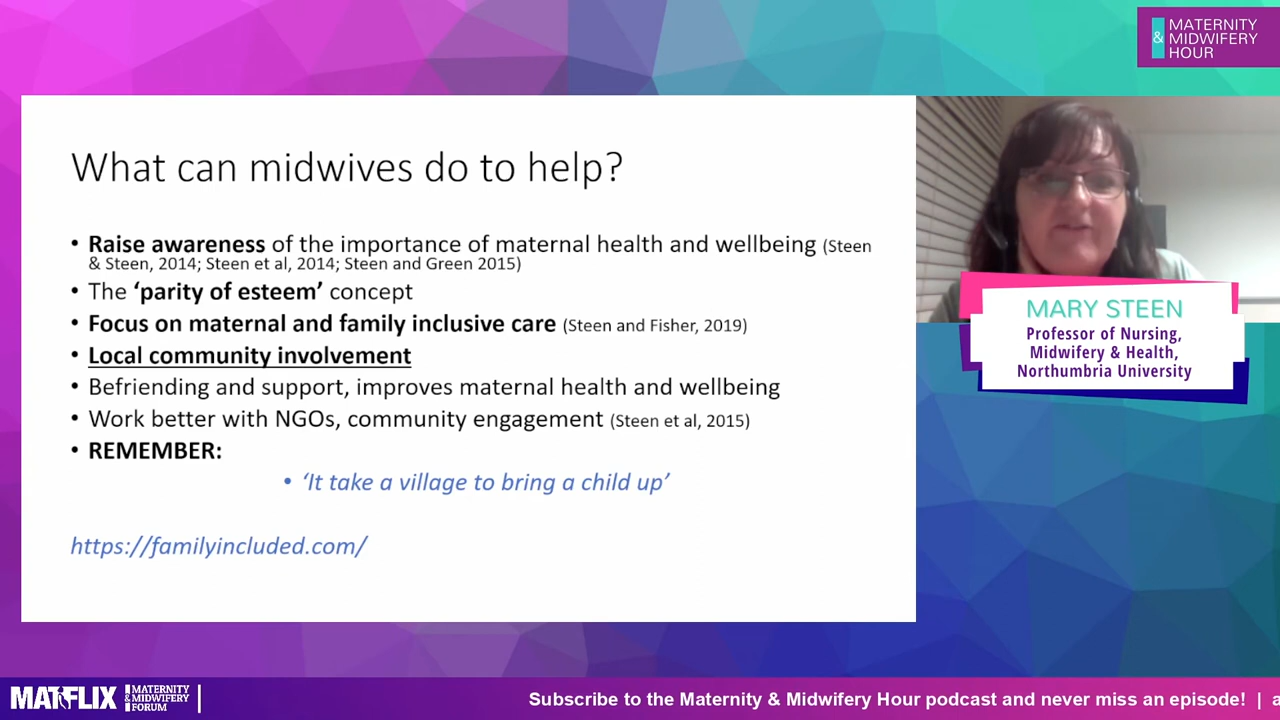 MATERNITY
& MIDWIFERY
HOUR
What can midwives do to help?
• Raise awareness of the importance of maternal health and wellbeing (Steen
& Steen, 2014; Steen et al, 2014; Steen and Green 2015)
• The ‘parity of esteem’ concept
• Focus on maternal and family inclusive care (Steen and Fisher, 2019)
• Local community involvement
• Befriending and support, improves maternal health and wellbeing
• Work better with NGOs, community engagement (Steen et al, 2015)
• REMEMBER:
• ‘It take a village to bring a child up’
https://familyincluded.com/
MARY STEEN
Professor of Nursing,
Midwifery & Health,
Northumbria University
MATFLIX
MATERNITY
& MIDWIFERY
FORUM
Subscribe to the Maternity & Midwifery Hour podcast and never miss an episode! | a